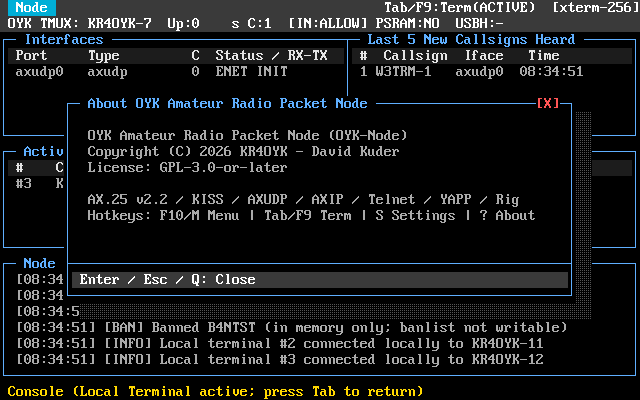 Node Tab/F9:Term(ACTIVE) [xterm-256]
OYK TMUX: KR4OYK-7 Up:0 s C:1 [IN:ALLOW] PSRAM:NO USBH:-
Interfaces Last 5 New Callsigns Heard
Port Type C Status / RX-TX # Callsign Iface Time
axudp0 axudp 0 ENET INIT 1 W3TRM-1 axudp0 08:34:51
About OYK Amateur Radio Packet Node [X]
OYK Amateur Radio Packet Node (OYK-Node)
Copyright (C) 2026 KR4OYK - David Kuder
Activ
License: GPL-3.0-or-later
# C
#3 K
AX.25 v2.2 / KISS / AXUDP / AXIP / Telnet / YAPP / Rig
Hotkeys: F10/M Menu | Tab/F9 Term | S Settings | ? About
Node
Enter / Esc / Q: Close
[08:34
[08:34
[08:34:5
[08:34:51] [BAN] Banned B4NTST (in memory only; banlist not writable)
[08:34:51] [INFO] Local terminal #2 connected locally to KR4OYK-11
[08:34:51] [INFO] Local terminal #3 connected locally to KR4OYK-12
Console (Local Terminal active; press Tab to return)